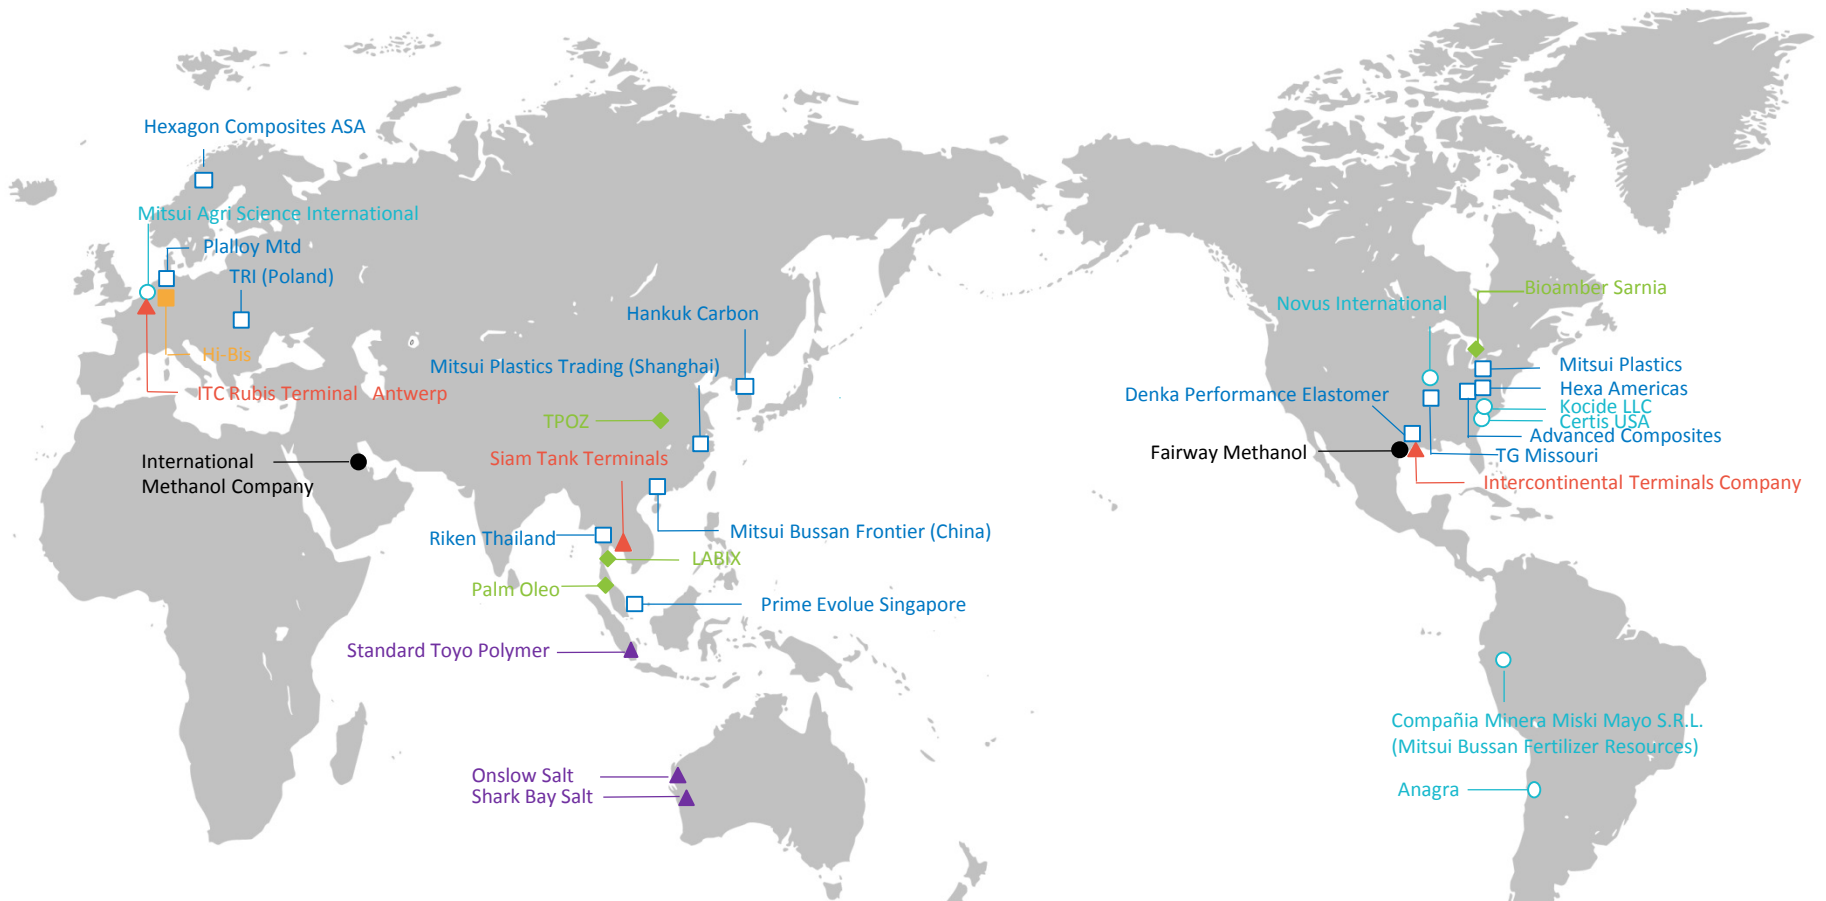 Hexagon Composites ASA
Mitsui Agri Science International
Plalloy Mtd
TRI (Poland)
Hi-Bis
ITC Rubis Terminal Antwerp
International
Methanol Company
Hankuk Carbon
Mitsui Plastics Trading (Shanghai)
TPOZ
Siam Tank Terminals
Riken Thailand
Mitsui Bussan Frontier (China)
LABIX
Palm Oleo
Prime Evolue Singapore
Standard Toyo Polymer
Onslow Salt
Shark Bay Salt
Bioamber Sarnia
Novus International
Mitsui Plastics
Hexa Americas
Denka Performance Elastomer
Kocide LLC
Certis USA
Advanced Composites
Fairway Methanol
TG Missouri
Intercontinental Terminals Company
Compañia Minera Miski Mayo S.R.L.
(Mitsui Bussan Fertilizer Resources)
Anagra